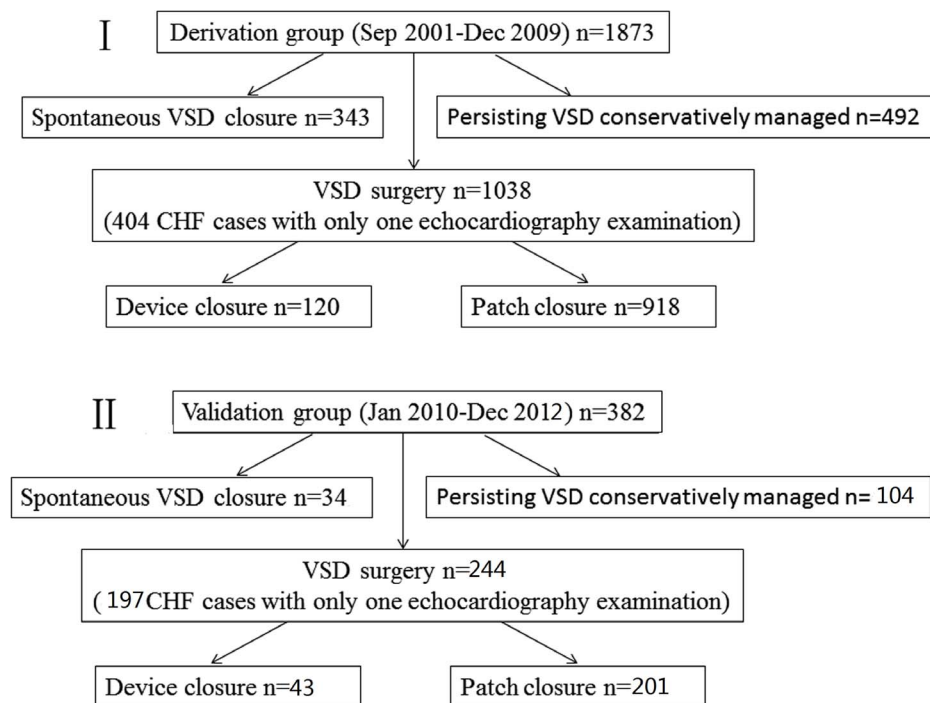 I
Derivation group (Sep 2001-Dec 2009) n=1873
Spontaneous VSD closure n=343
Persisting VSD conservatively managed n=492
VSD surgery n=1038
(404 CHF cases with only one echocardiography examination)
Device closure n=120
Patch closure n=918
II
Validation group (Jan 2010-Dec 2012) n=382
Spontaneous VSD closure n=34
Persisting VSD conservatively managed n= 104
VSD surgery n=244
( 197CHF cases with only one echocardiography examination)
Device closure n=43
Patch closure n=201